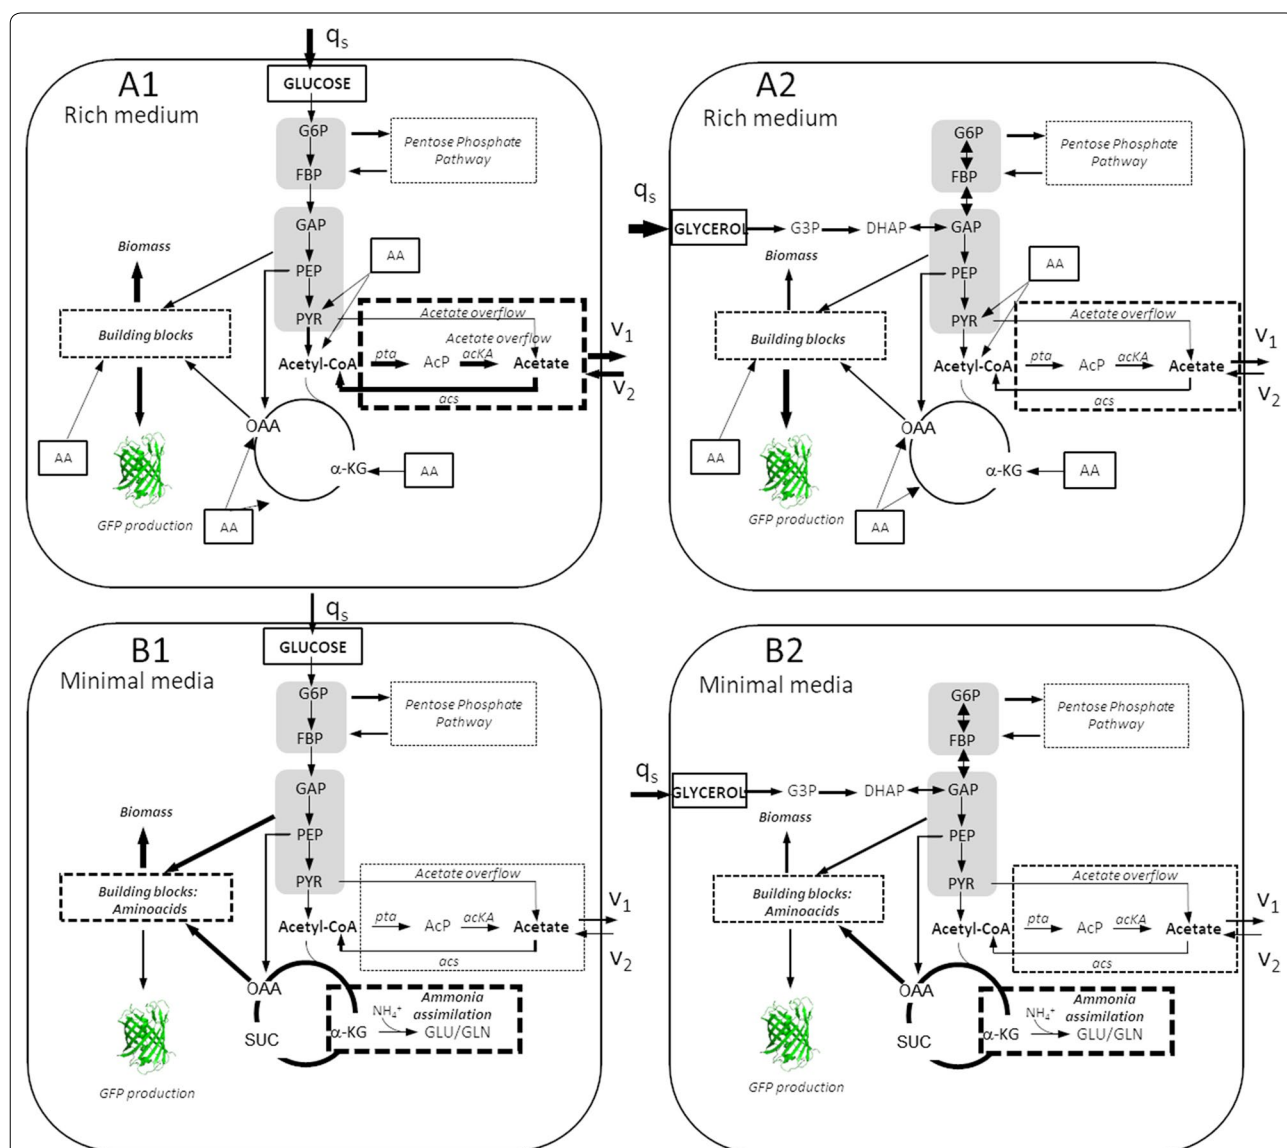 qs
A1
Rich medium
GLUCOSE
G6P
Pentose Phosphate
Pathway
FBP
GAP
Biomass
AA
PEP
PYR
Acetate overflow
V1
Building blocks
Acetate overflow
pta
acKA
Acetyl-CoA
AcP
Acetate
V2
acs
OAA
AA
α-KG
AA
AA
GFP production
A2
Rich medium
G6P
Pentose Phosphate
Pathway
FBP
qs
GLYCEROL
G3P
DHAP
GAP
Biomass
AA
PEP
PYR
Acetate overflow
V1
Building blocks
pta
acKA
Acetyl-CoA
AcP
Acetate
V2
acs
OAA
AA
α-KG
AA
AA
GFP production
qs
B1
Minimal media
GLUCOSE
G6P
Pentose Phosphate
Pathway
FBP
GAP
Biomass
PEP
PYR
Acetate overflow
Building blocks:
Aminoacids
V1
pta
acKA
Acetyl-CoA
AcP
Acetate
V2
acs
OAA
Ammonia
assimilation
NH4+
SUC
α-KG
GLU/GLN
GFP production
B2
Minimal media
G6P
Pentose Phosphate
Pathway
FBP
qs
GLYCEROL
G3P
DHAP
GAP
Biomass
PEP
PYR
Acetate overflow
Building blocks:
Aminoacids
V1
pta
acKA
Acetyl-CoA
AcP
Acetate
V2
acs
OAA
Ammonia
assimilation
NH4+
SUC
α-KG
GLU/GLN
GFP production